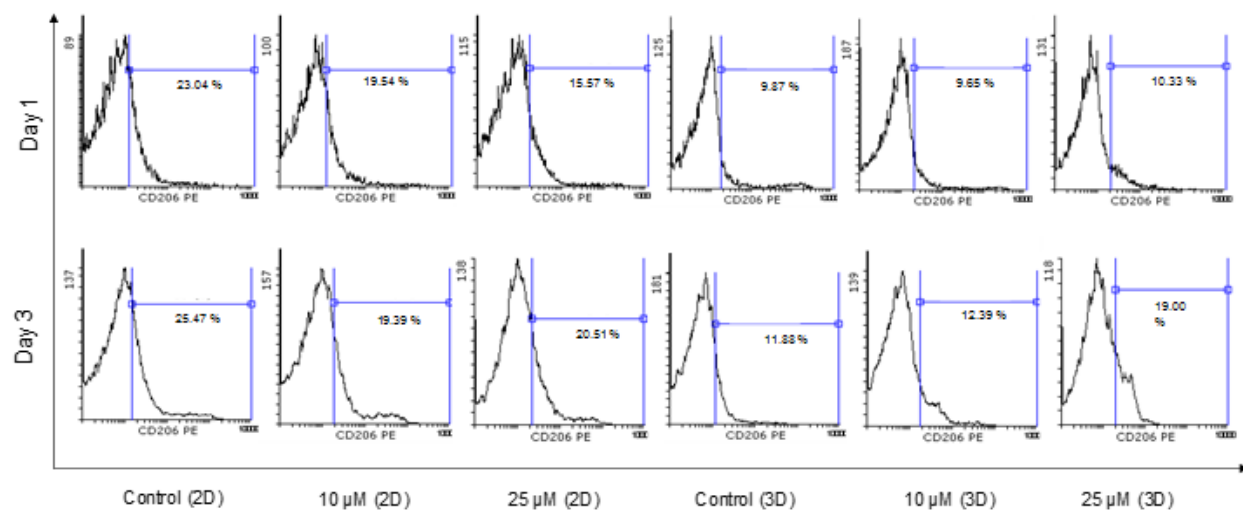 89
23.04 %
CD206 PE
100
19.54 %
CD206 PE
115
15.57 %
CD206 PE
125
9.87 %
CD206 PE
187
9.65 %
CD206 PE
131
10.33 %
CD206 PE
Day 1
137
25.47 %
CD206 PE
157
19.39 %
CD206 PE
138
20.51 %
CD206 PE
181
11.88 %
CD206 PE
139
12.39 %
CD206 PE
118
19.00
%
CD206 PE
Day 3
Control (2D)
10 µM (2D)
25 µM (2D)
Control (3D)
10 µM (3D)
25 µM (3D)